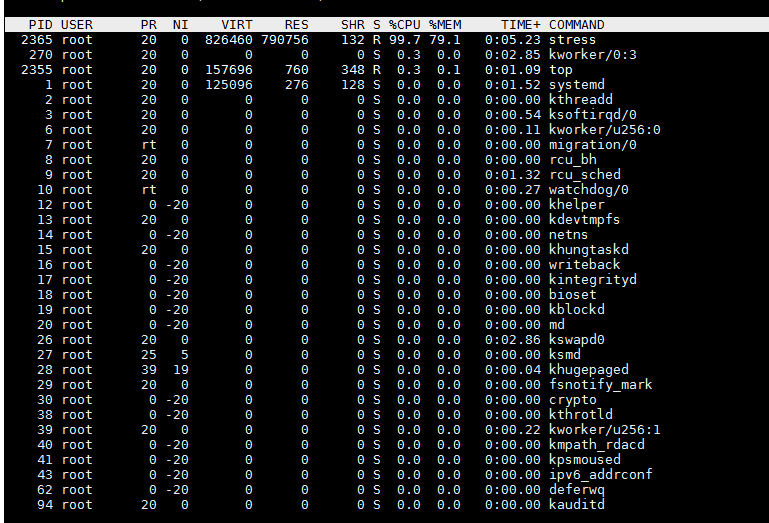 PID USER PR NI VIRT RES SHR S %CPU %MEM TIME+ COMMAND
2365 root 20 0 826460 790756 132 R 99.7 79.1 0:05.23 stress
270 root 20 0 0 0 0 S 0.3 0.0 0:02.85 kworker/0:3
2355 root 20 0 157696 760 348 R 0.3 0.1 0:01.09 top
1 root 20 0 125096 276 128 S 0.0 0.0 0:01.52 systemd
2 root 20 0 0 0 0 S 0.0 0.0 0:00.00 kthreadd
3 root 20 0 0 0 0 S 0.0 0.0 0:00.54 ksoftirqd/0
6 root 20 0 0 0 0 S 0.0 0.0 0:00.11 kworker/u256:0
7 root rt 0 0 0 0 S 0.0 0.0 0:00.00 migration/0
8 root 20 0 0 0 0 S 0.0 0.0 0:00.00 rcu_bh
9 root 20 0 0 0 0 S 0.0 0.0 0:01.32 rcu_sched
10 root rt 0 0 0 0 S 0.0 0.0 0:00.27 watchdog/0
12 root 0 -20 0 0 0 S 0.0 0.0 0:00.00 khelper
13 root 20 0 0 0 0 S 0.0 0.0 0:00.00 kdevtmpfs
14 root 0 -20 0 0 0 S 0.0 0.0 0:00.00 netns
15 root 20 0 0 0 0 S 0.0 0.0 0:00.00 khungtaskd
16 root 0 -20 0 0 0 S 0.0 0.0 0:00.00 writeback
17 root 0 -20 0 0 0 S 0.0 0.0 0:00.00 kintegrityd
18 root 0 -20 0 0 0 S 0.0 0.0 0:00.00 bioset
19 root 0 -20 0 0 0 S 0.0 0.0 0:00.00 kblockd
20 root 0 -20 0 0 0 S 0.0 0.0 0:00.00 md
26 root 20 0 0 0 0 S 0.0 0.0 0:02.86 kswapd0
27 root 25 5 0 0 0 S 0.0 0.0 0:00.00 ksmd
28 root 39 19 0 0 0 S 0.0 0.0 0:00.04 khugepaged
29 root 20 0 0 0 0 S 0.0 0.0 0:00.00 fsnotify_mark
30 root 0 -20 0 0 0 S 0.0 0.0 0:00.00 crypto
38 root 0 -20 0 0 0 S 0.0 0.0 0:00.00 kthrotld
39 root 20 0 0 0 0 S 0.0 0.0 0:00.22 kworker/u256:1
40 root 0 -20 0 0 0 S 0.0 0.0 0:00.00 kmpath_rdacd
41 root 0 -20 0 0 0 S 0.0 0.0 0:00.00 kpsmoused
43 root 0 -20 0 0 0 S 0.0 0.0 0:00.00 ipv6_addrconf
62 root 0 -20 0 0 0 S 0.0 0.0 0:00.00 deferwq
94 root 20 0 0 0 0 S 0.0 0.0 0:00.00 kauditd